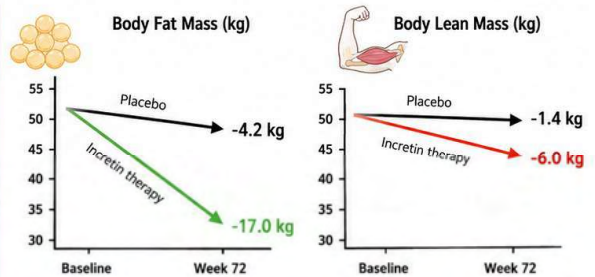 Body Fat Mass (kg)
55
50
45
40
35
30
Placebo
-4.2 kg
Incretin therapy
-17.0 kg
Baseline
Week 72
Body Lean Mass (kg)
55
50
45
40
35
30
Placebo
-1.4 kg
Incretin therapy
-6.0 kg
Baseline
Week 72